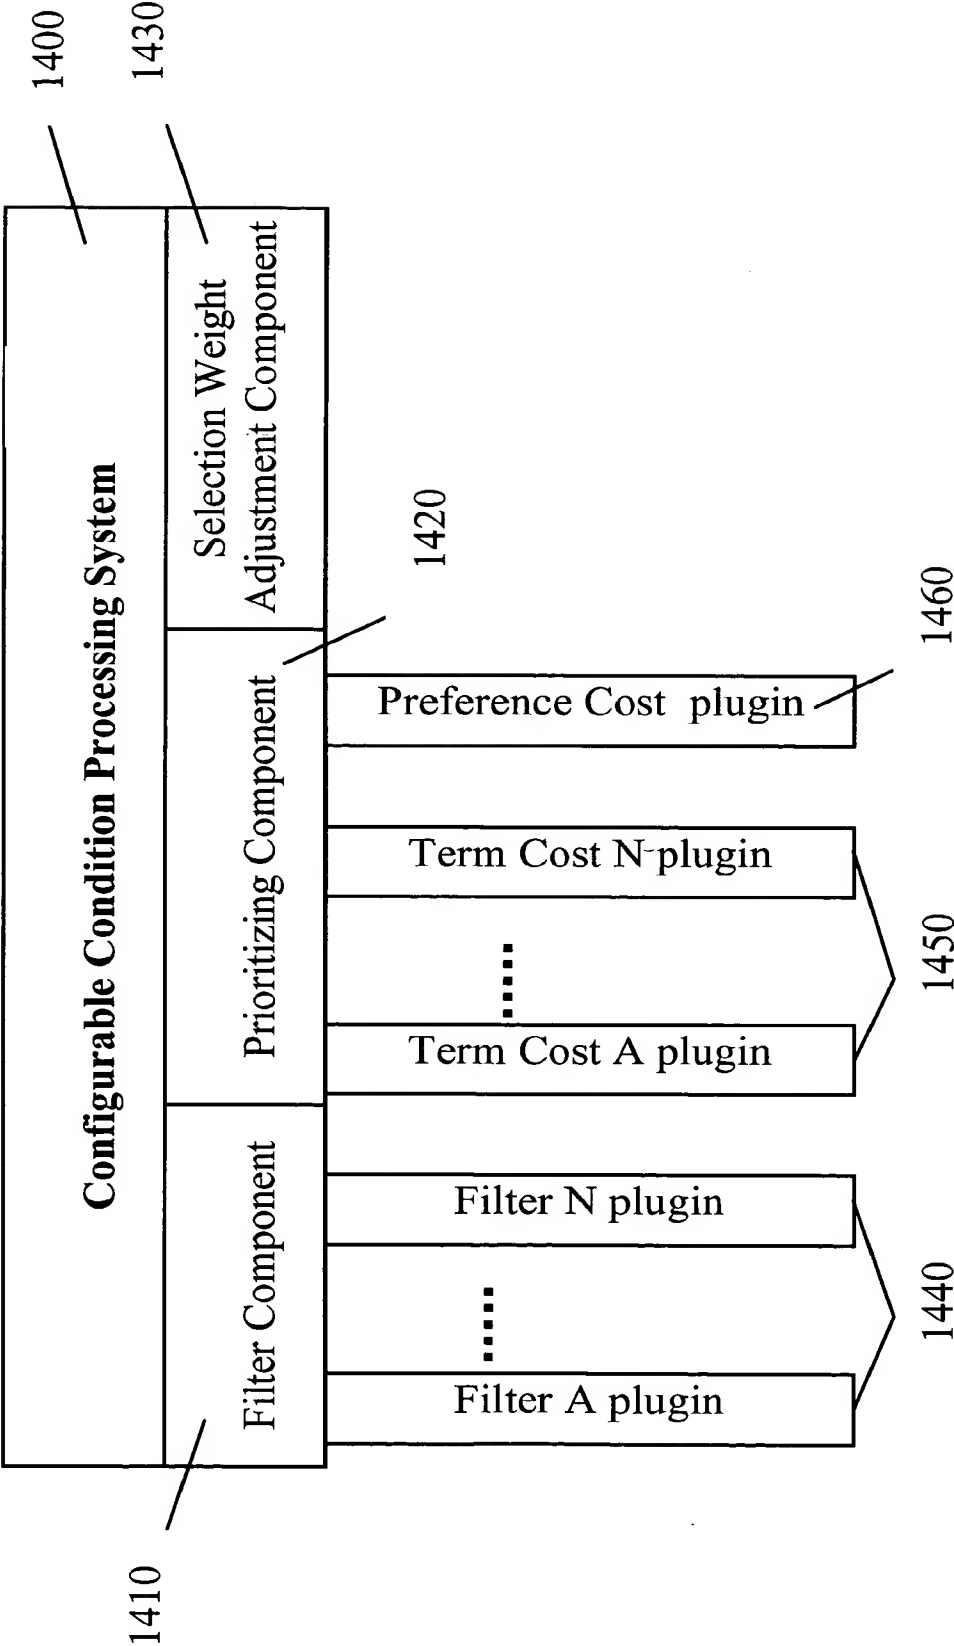 1400
1430
Configurable Condition Processing System
1410
Filter Component
Prioritizing Component
Selection Weight
Adjustment Component
1420
Filter A plugin
Filter N plugin
Term Cost A plugin
Term Cost N plugin
Preference Cost plugin
1440
1450
1460